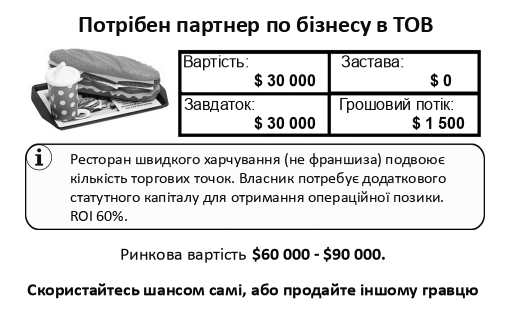 Потрібен партнер по бізнесу в ТОВ
Вартість:
$ 30 000
Застава:
$ 0
Завдаток:
$ 30 000
Грошовий потік:
$ 1 500
Ресторан швидкого харчування (не франшиза) подвоює
кількість торгових точок. Власник потребує додаткового
статутного капіталу для отримання операційної позики.
ROI 60%.
Ринкова вартість $60 000 - $90 000.
Скористайтесь шансом самі, або продайте іншому гравцю